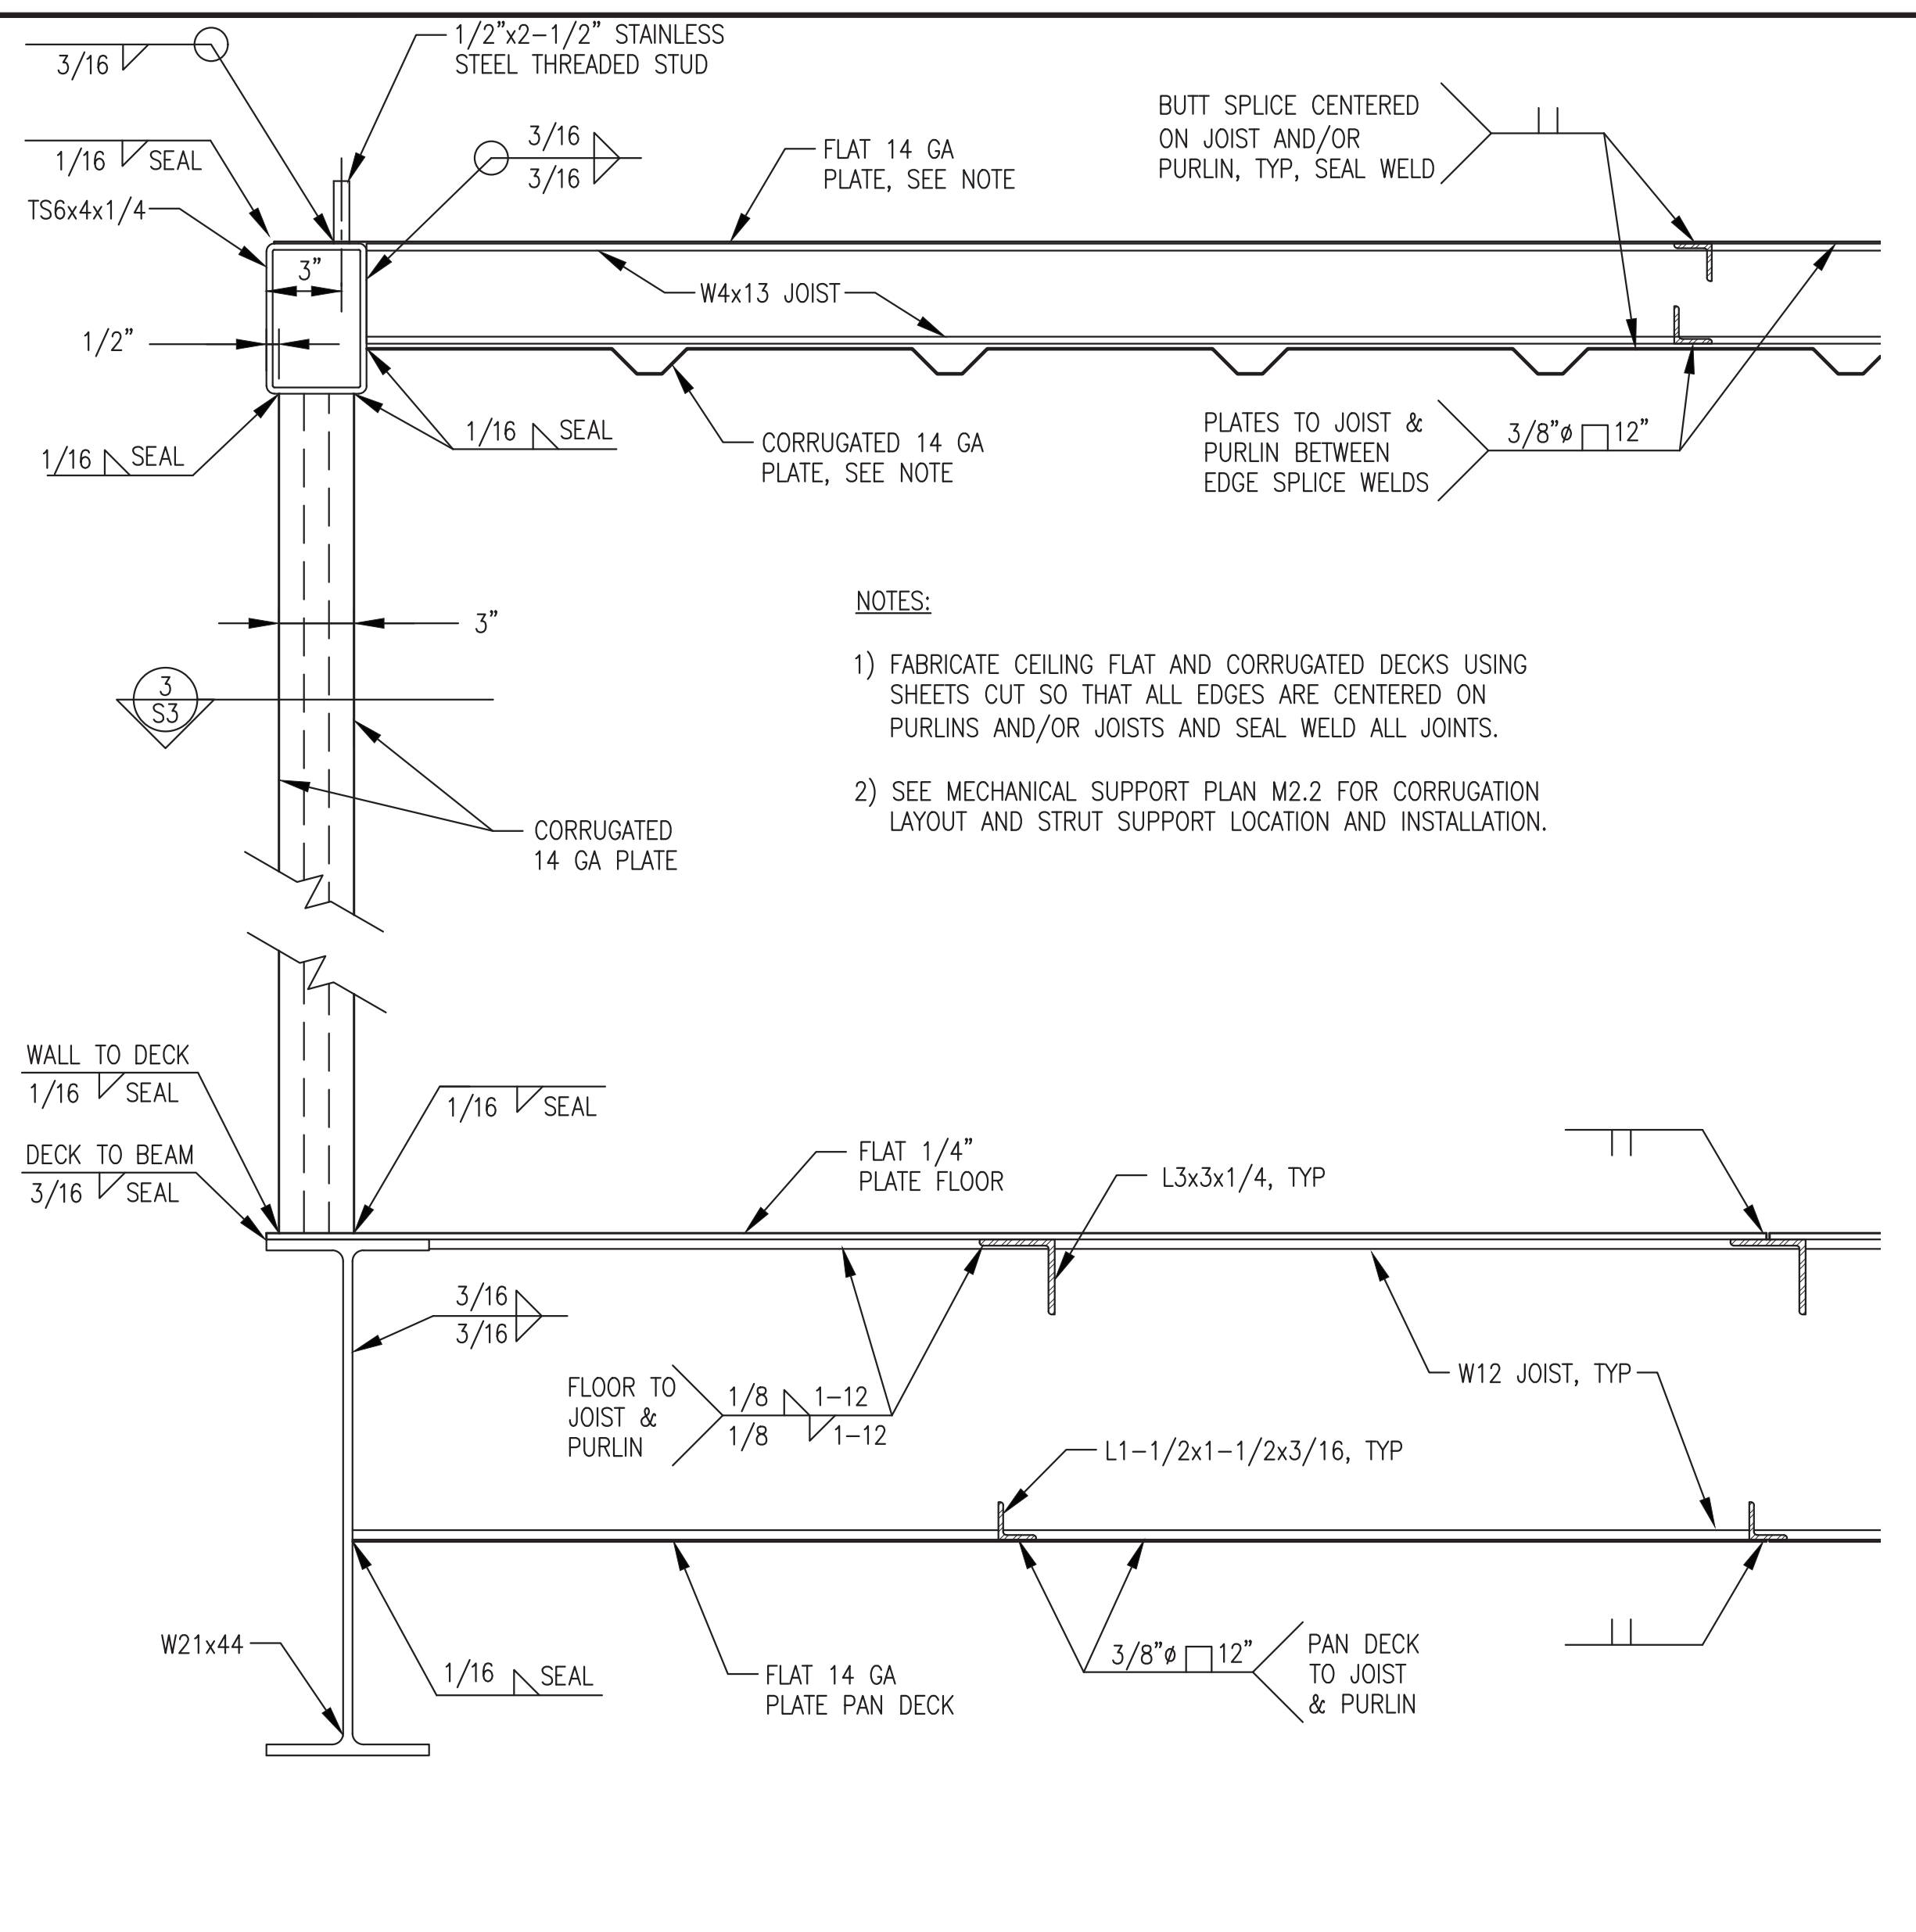 3/16
1/2"x2-1/2" STAINLESS
STEEL THREADED STUD
1/16 SEAL
TS6x4x1/4
3/16
3/16
FLAT 14 GA
PLATE, SEE NOTE
BUTT SPLICE CENTERED
ON JOIST AND/OR
PURLIN, TYP, SEAL WELD
3"
W4x13 JOIST
1/2"
1/16 SEAL
1/16 SEAL
CORRUGATED 14 GA
PLATE, SEE NOTE
PLATES TO JOIST &
PURLIN BETWEEN
EDGE SPLICE WELDS
3/8"ø 12"
3"
3
S3
NOTES:
1) FABRICATE CEILING FLAT AND CORRUGATED DECKS USING
SHEETS CUT SO THAT ALL EDGES ARE CENTERED ON
PURLINS AND/OR JOISTS AND SEAL WELD ALL JOINTS.
2) SEE MECHANICAL SUPPORT PLAN M2.2 FOR CORRUGATION
LAYOUT AND STRUT SUPPORT LOCATION AND INSTALLATION.
CORRUGATED
14 GA PLATE
WALL TO DECK
1/16 SEAL
DECK TO BEAM
3/16 SEAL
1/16 SEAL
FLAT 1/4"
PLATE FLOOR
L3x3x1/4, TYP
3/16
3/16
FLOOR TO
JOIST &
PURLIN
1/8 1-12
1/8 1-12
W12 JOIST, TYP
L1-1/2x1-1/2x3/16, TYP
W21x44
1/16 SEAL
FLAT 14 GA
PLATE PAN DECK
3/8"ø 12"
PAN DECK
TO JOIST
& PURLIN